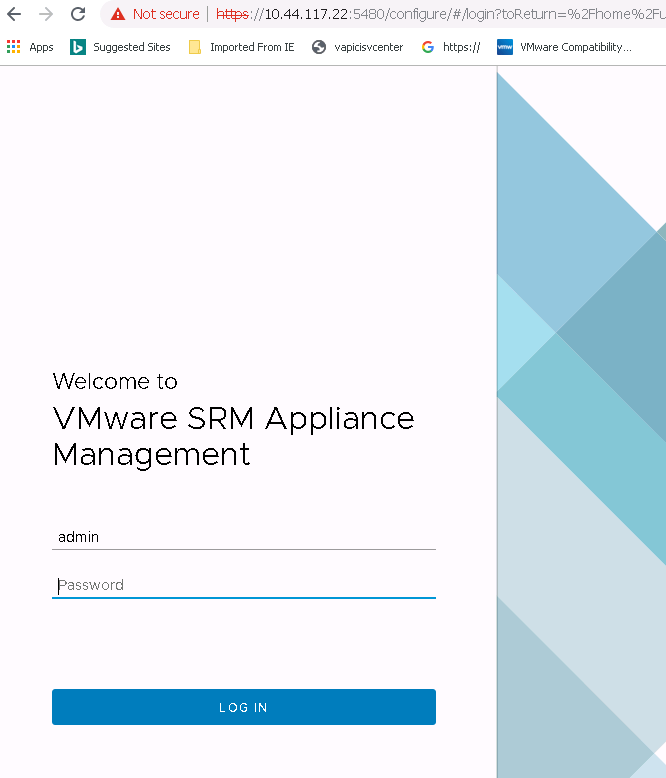 Not secure | https://10.44.117.22:5480/configure/#/login?toReturn=%2Fhome%2Fu
Apps Suggested Sites Imported From IE vapicisvcenter https:// vmw VMware Compatibility...
Welcome to
VMware SRM Appliance
Management
admin
Password
LOG IN